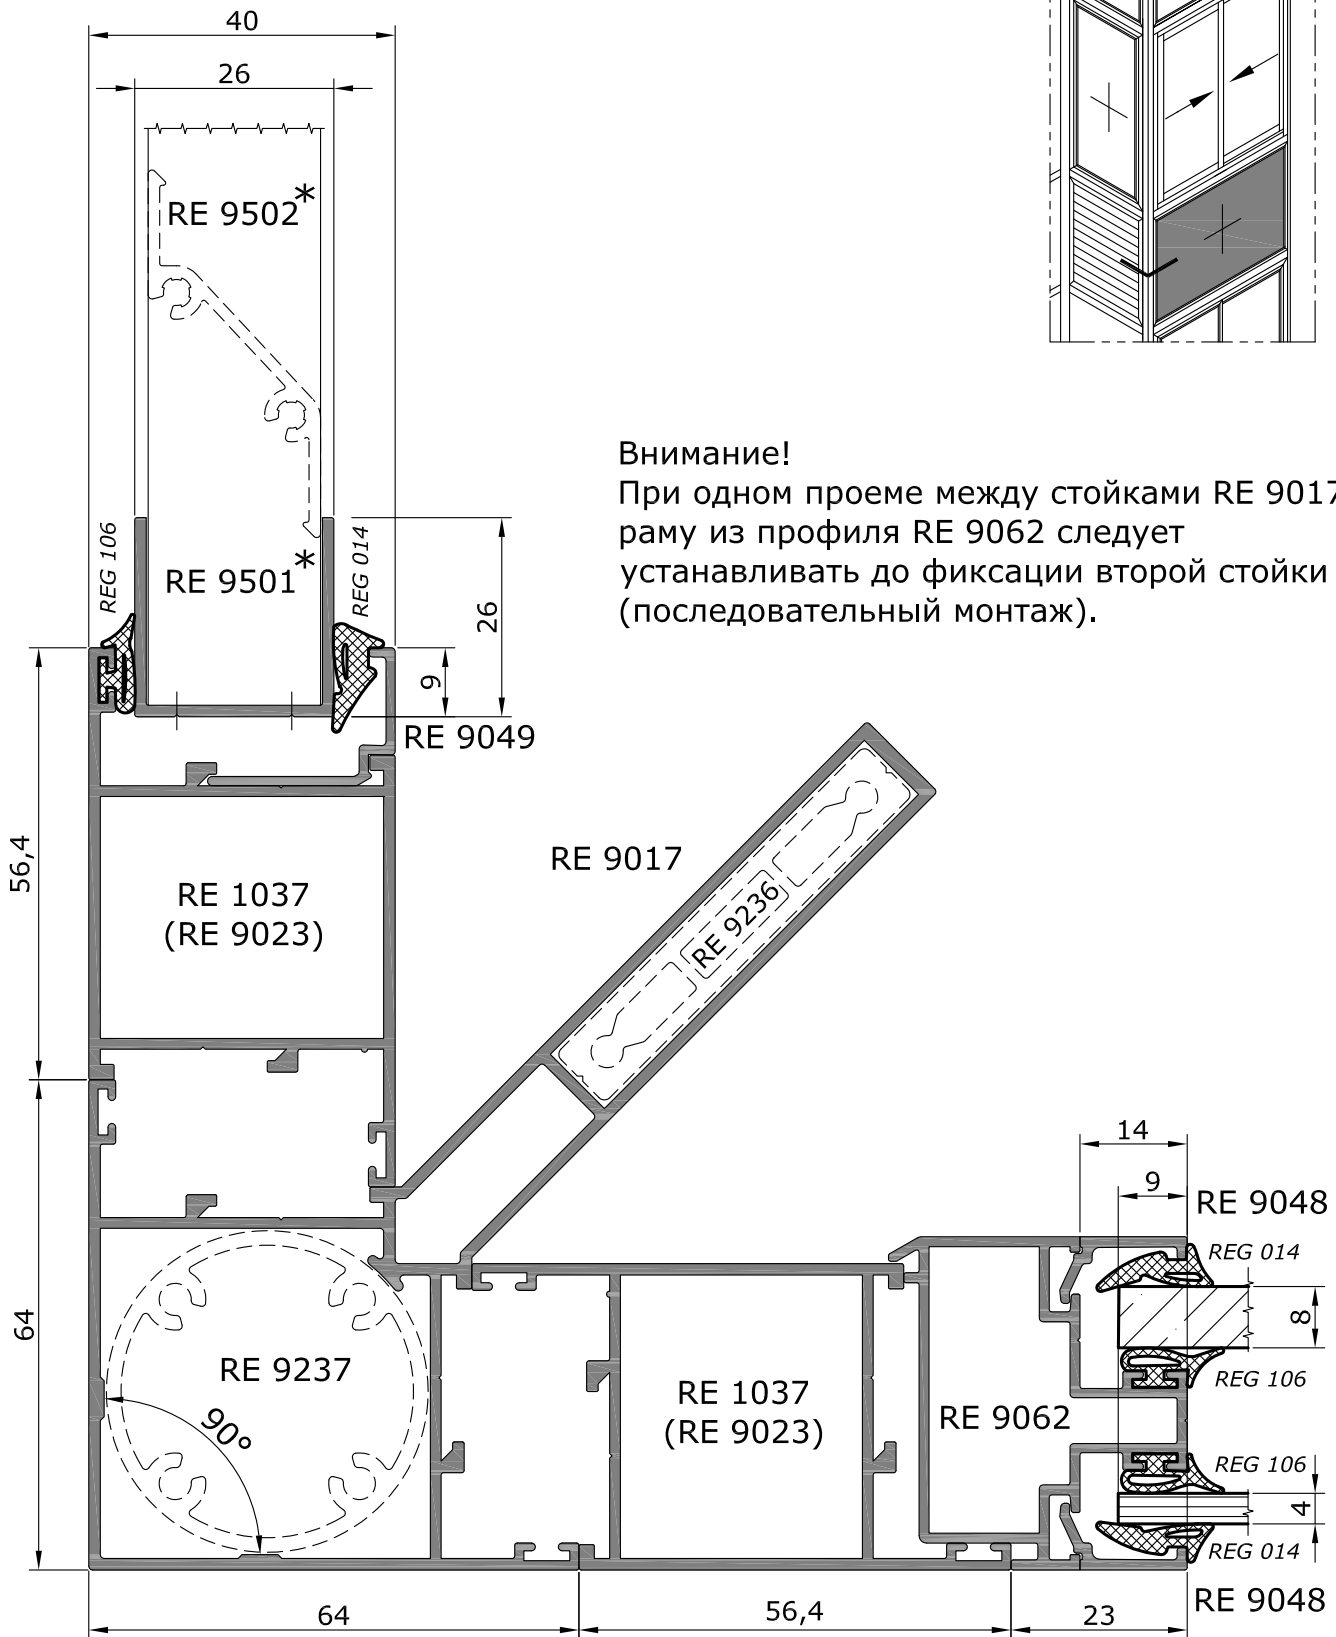 40
26
RE 9502*
Внимание!
При одном проеме между стойками RE 9017
раму из профиля RE 9062 следует
устанавливать до фиксации второй стойки
(последовательный монтаж).
REG 106
RE 9501*
REG 014
26
9
RE 9049
56,4
RE 1037
(RE 9023)
RE 9017
RE 9236
14
9
RE 9048
REG 014
8
REG 106
64
RE 9237
90°
RE 1037
(RE 9023)
RE 9062
REG 106
4
REG 014
RE 9048
64
56,4
23